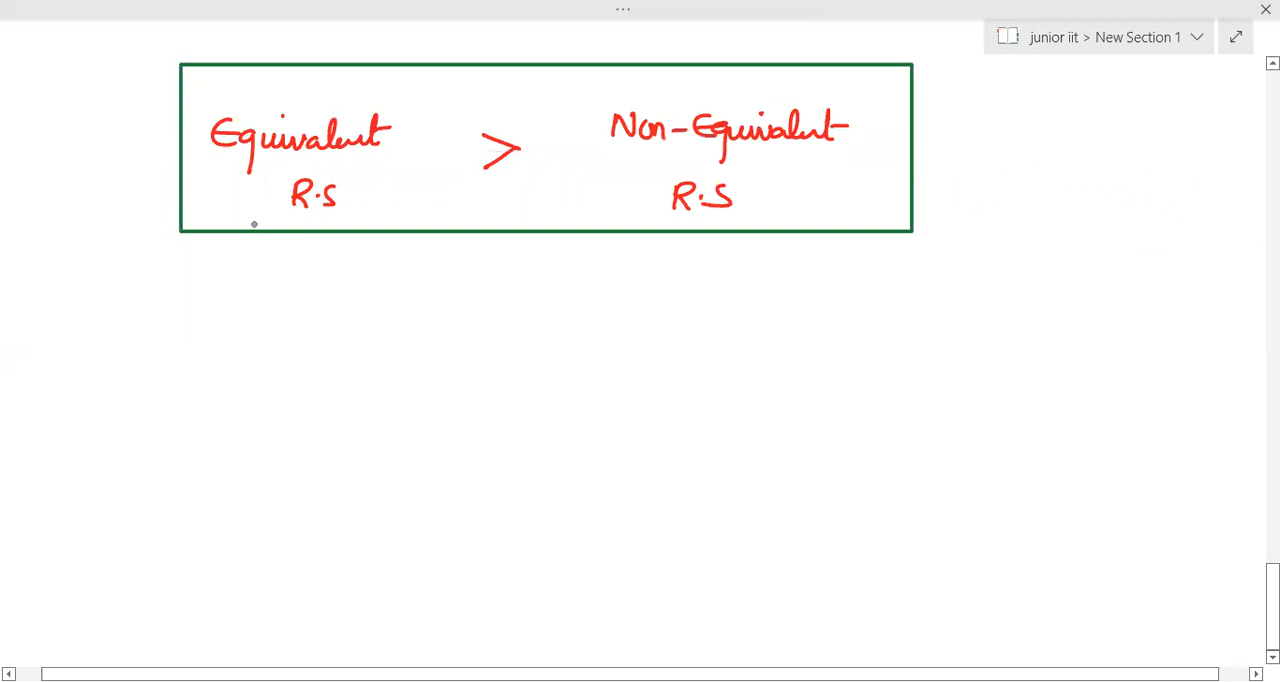 ...
junior iit > New Section 1
Equivalent > Non-Equivalent
R.S R.S